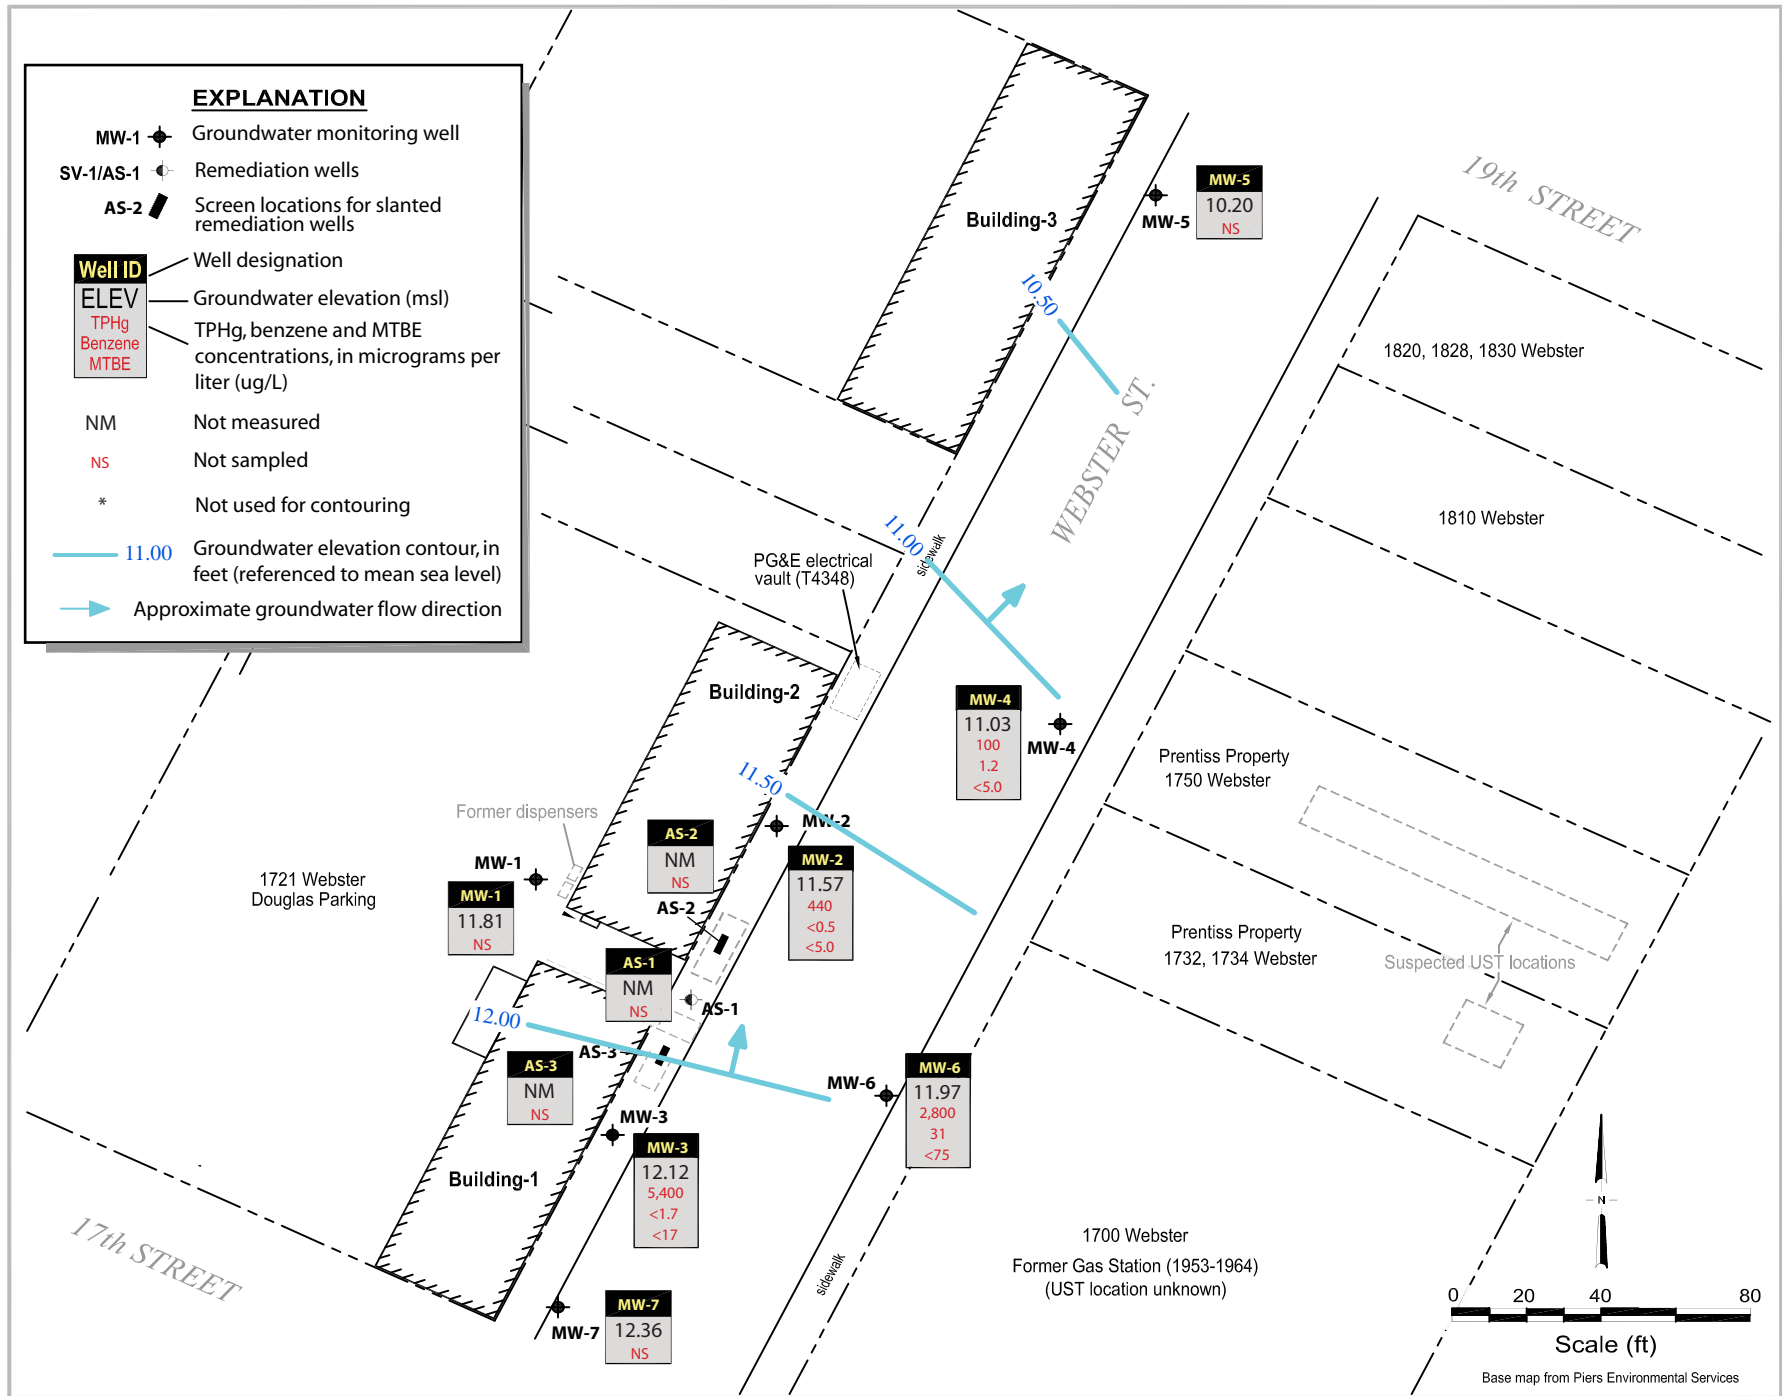 EXPLANATION
MW-1
Groundwater monitoring well
SV-1/AS-1
Remediation wells
AS-2
Screen locations for slanted
remediation wells
Well ID
Well designation
ELEV
Groundwater elevation (msl)
TPHg
Benzene
MTBE
TPHg, benzene and MTBE
concentrations, in micrograms per
liter (ug/L)
NM
Not measured
NS
Not sampled
*
Not used for contouring
11.00
Groundwater elevation contour, in
feet (referenced to mean sea level)
Approximate groundwater flow direction
Building-3
MW-5
MW-5
10.20
NS
19th STREET
10.50
1820, 1828, 1830 Webster
WEBSTER ST.
11.00
sidewalk
1810 Webster
PG&E electrical
vault (T4348)
Building-2
MW-4
11.03
100
1.2
<5.0
MW-4
Prentiss Property
1750 Webster
11.50
Former dispensers
MW-2
AS-2
NM
NS
MW-2
11.57
440
<0.5
<5.0
MW-1
1721 Webster
Douglas Parking
MW-1
11.81
NS
AS-2
Prentiss Property
1732, 1734 Webster
Suspected UST locations
AS-1
NM
NS
AS-1
12.00
AS-3
AS-3
NM
NS
MW-6
MW-6
11.97
2,800
31
<75
MW-3
MW-3
12.12
5,400
<1.7
<17
Building-1
17th STREET
N
1700 Webster
Former Gas Station (1953-1964)
(UST location unknown)
sidewalk
MW-7
MW-7
12.36
NS
0 20 40 80
Scale (ft)
Base map from Piers Environmental Services